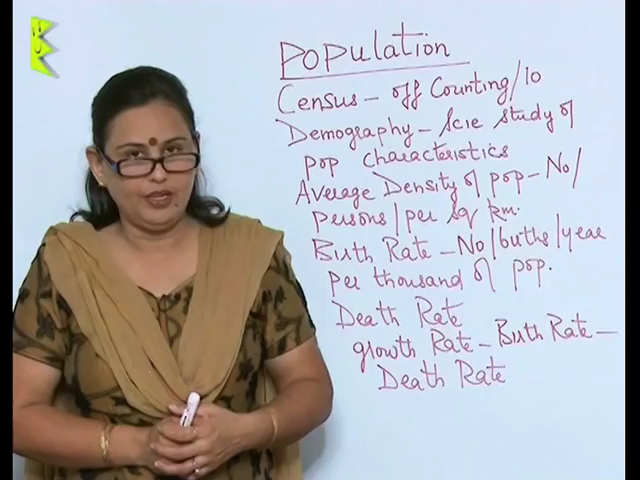 Population
Census - off Counting/10
Demography - Scie study of
pop characteristics
Average Density of pop - No/
persons/per sq km.
Birth Rate - No/births/year
per thousand of pop.
Death Rate
growth Rate - Birth Rate -
Death Rate